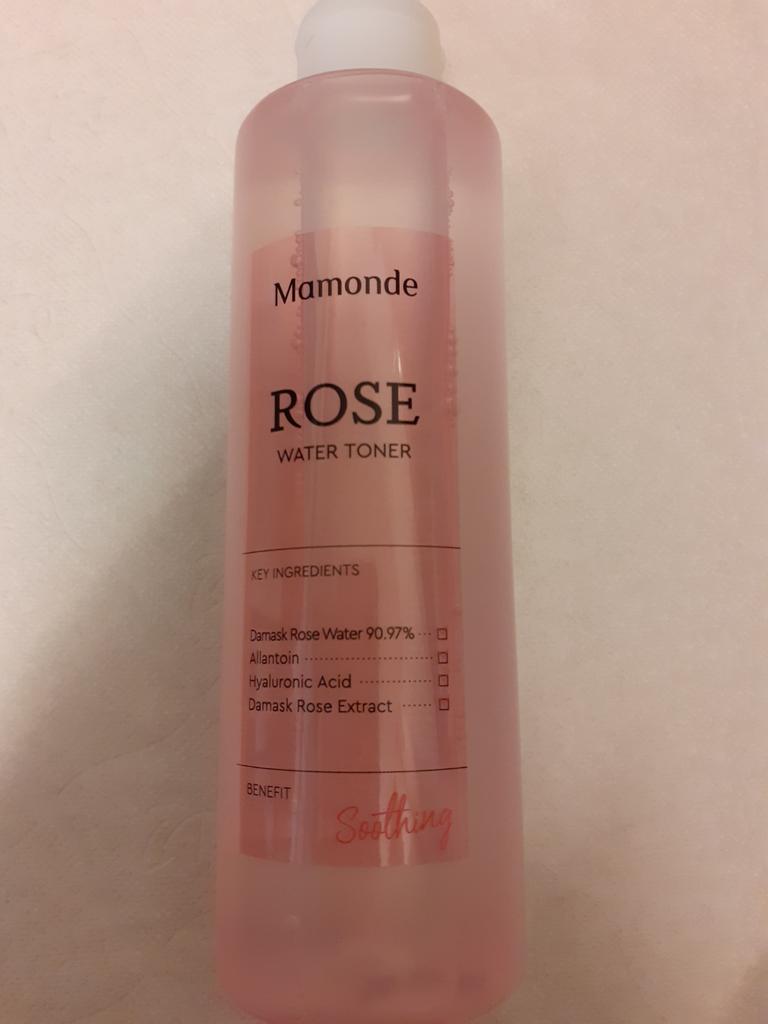 Mamonde
ROSE
WATER TONER
KEY INGREDIENTS
Damask Rose Water 90.97% ··· □
Allantoin ························ □
Hyaluronic Acid ············· □
Damask Rose Extract ······ □
BENEFIT
Soothing